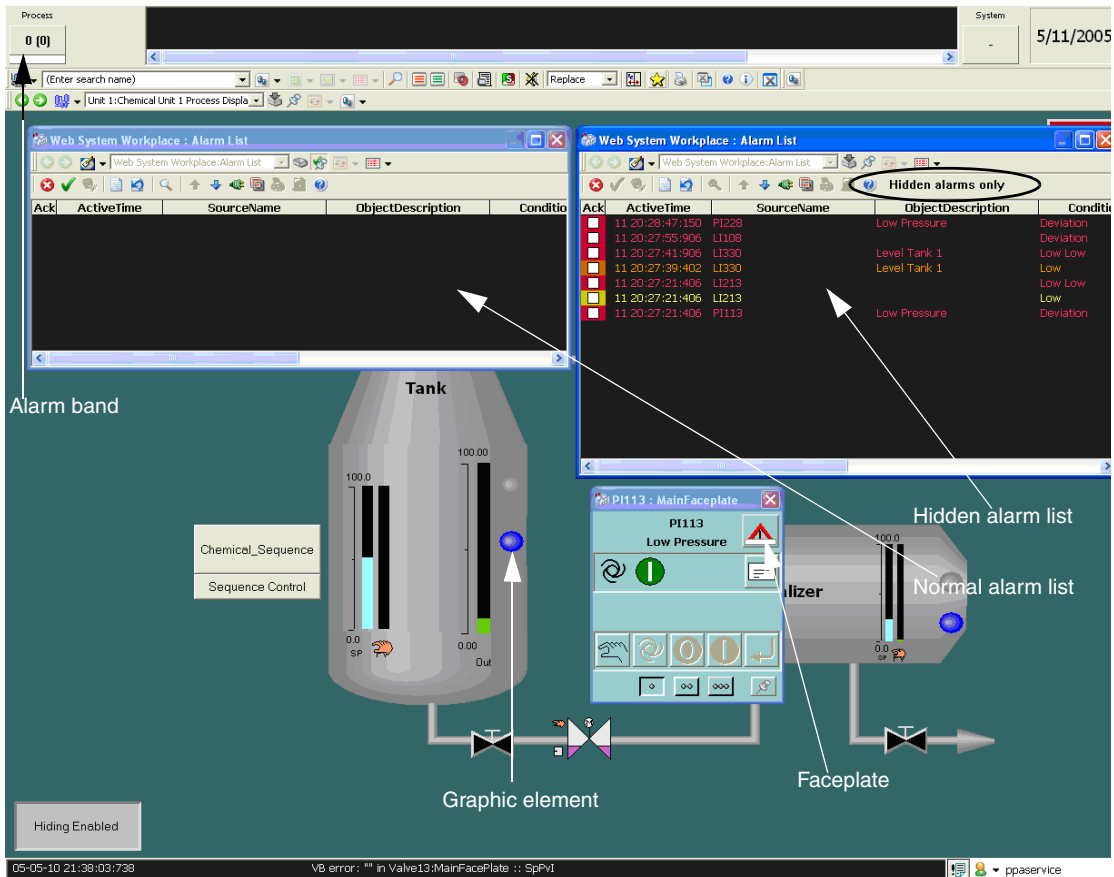 Process
0 (0)
System
-
5/11/2005
(Enter search name)
Replace
Unit 1:Chemical Unit 1 Process Displa
Web System Workplace : Alarm List
Web System Workplace:Alarm List
Ack ActiveTime SourceName ObjectDescription Conditio
Web System Workplace : Alarm List
Web System Workplace:Alarm List
Hidden alarms only
Ack ActiveTime SourceName ObjectDescription Conditi
11 20:28:47:150 PI228 Low Pressure Deviation
11 20:27:55:906 LI108 Deviation
11 20:27:41:906 LI330 Level Tank 1 Low Low
11 20:27:39:402 LI330 Level Tank 1 Low
11 20:27:21:406 LI213 Low Low
11 20:27:21:406 LI213 Low
11 20:27:21:406 PI113 Low Pressure Deviation
Alarm band
Tank
100.0
100.00
0.0
SP
0.00
Out
Chemical_Sequence
Sequence Control
PI113 : MainFaceplate
PI113
Low Pressure
Hidden alarm list
100.0
lizer
Normal alarm list
0.0
SP
Faceplate
Graphic element
Hiding Enabled
05-05-10 21:38:03:738 VB error: "" in Valve13:MainFacePlate :: SpPvI
ppaservice